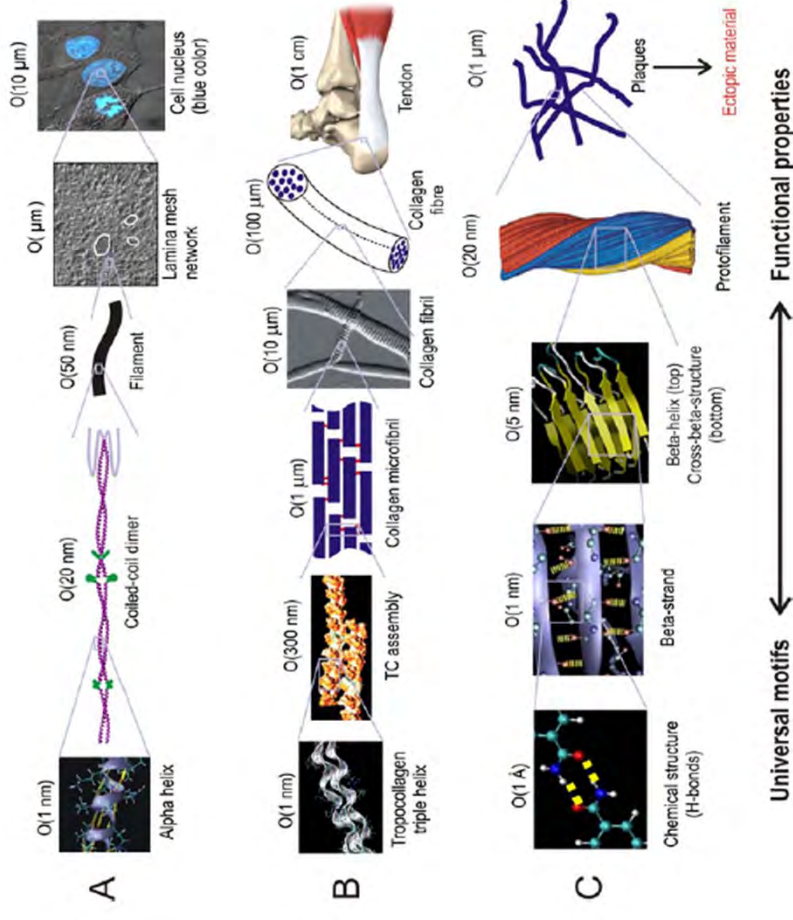 A
O(1 nm)
Alpha helix
O(20 nm)
Coiled-coil dimer
O(50 nm)
Filament
O( μm)
Lamina mesh
network
O(10 μm)
Cell nucleus
(blue color)
B
O(1 nm)
Tropocollagen
triple helix
O(300 nm)
TC assembly
O(1 μm)
Collagen microfibril
O(10 μm)
Collagen fibril
O(100 μm)
Collagen
fibre
O(1 cm)
Tendon
C
O(1 Å)
Chemical structure
(H-bonds)
O(1 nm)
Beta-strand
O(5 nm)
Beta-helix (top)
Cross-beta-structure
(bottom)
O(20 nm)
Protofilament
O(1 μm)
Plaques
Ectopic material
Universal motifs
Functional properties